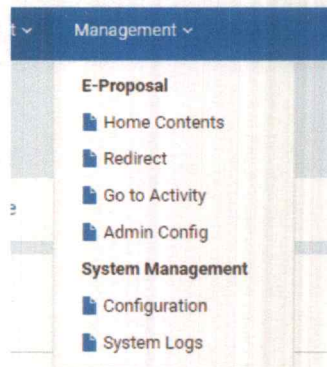 Management
E-Proposal
Home Contents
Redirect
Go to Activity
Admin Config
System Management
Configuration
System Logs